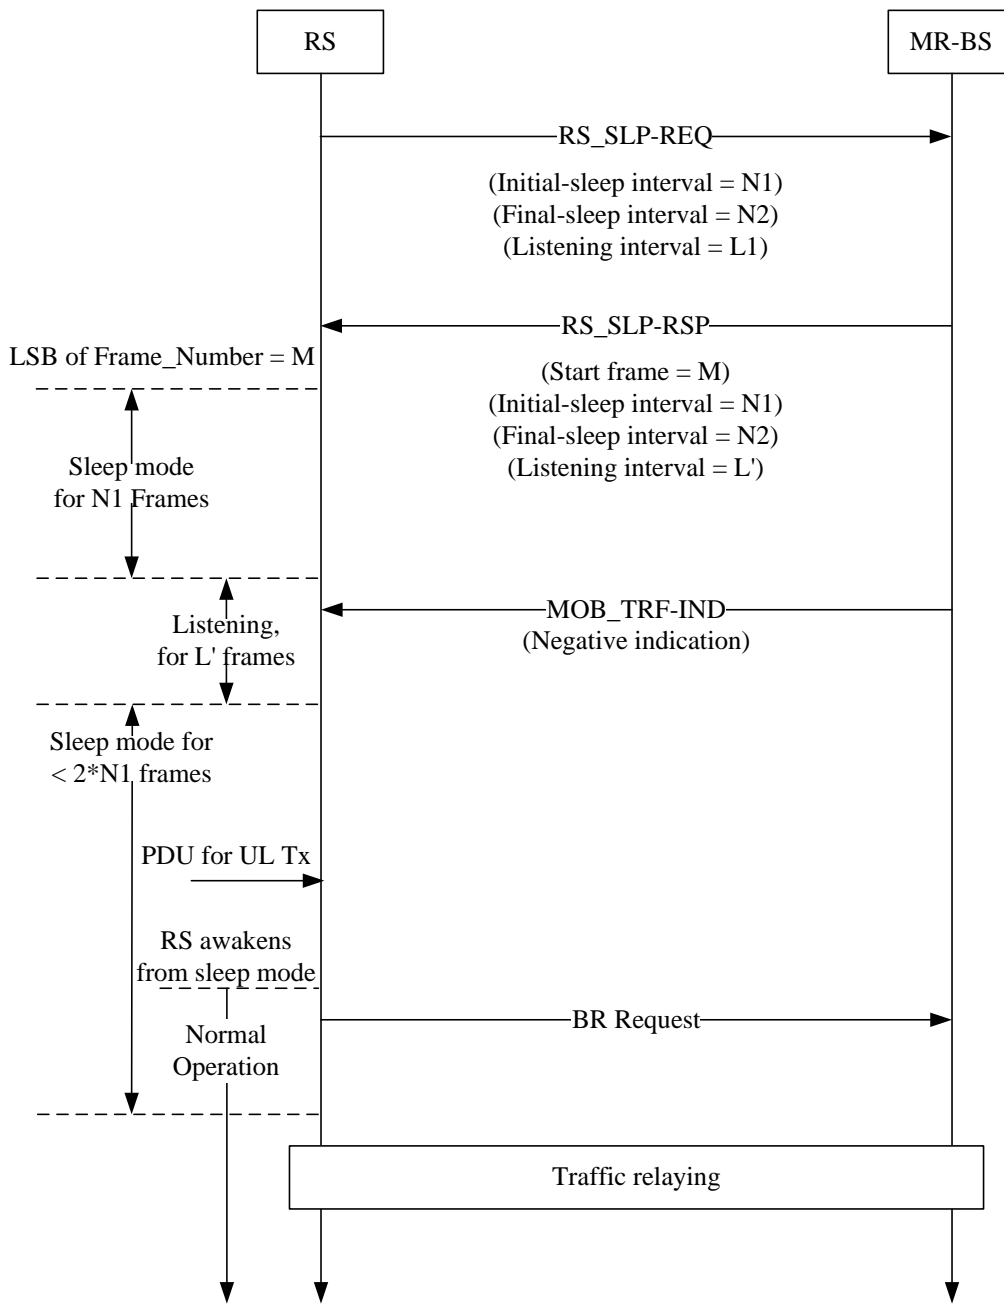 RS
MR-BS
RS_SLP-REQ
(Initial-sleep interval = N1)
(Final-sleep interval = N2)
(Listening interval = L1)
RS_SLP-RSP
LSB of Frame_Number = M
(Start frame = M)
(Initial-sleep interval = N1)
(Final-sleep interval = N2)
(Listening interval = L')
Sleep mode
for N1 Frames
MOB_TRF-IND
(Negative indication)
Listening,
for L' frames
Sleep mode for
< 2*N1 frames
PDU for UL Tx
RS awakens
from sleep mode
BR Request
Normal
Operation
Traffic relaying